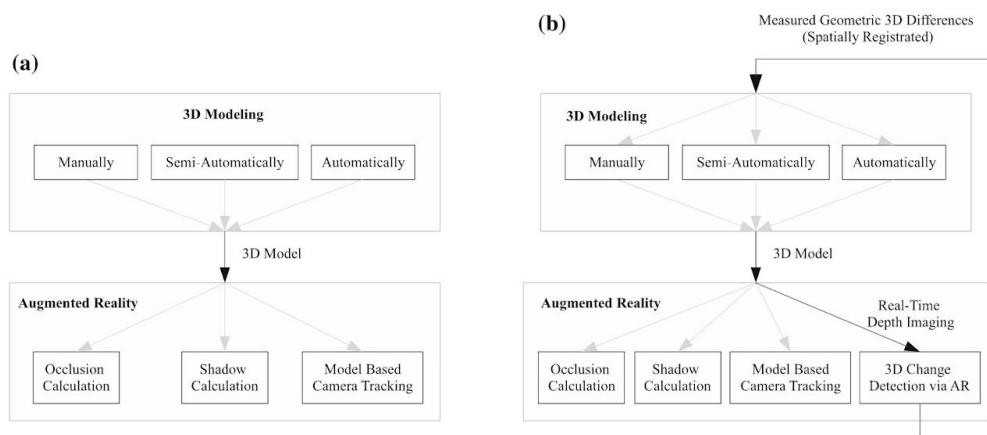 (a)
3D Modeling
Manually
Semi-Automatically
Automatically
3D Model
Augmented Reality
Occlusion
Calculation
Shadow
Calculation
Model Based
Camera Tracking
(b)
Measured Geometric 3D Differences
(Spatially Registrated)
3D Modeling
Manually
Semi-Automatically
Automatically
3D Model
Augmented Reality
Real-Time
Depth Imaging
Occlusion
Calculation
Shadow
Calculation
Model Based
Camera Tracking
3D Change
Detection via AR